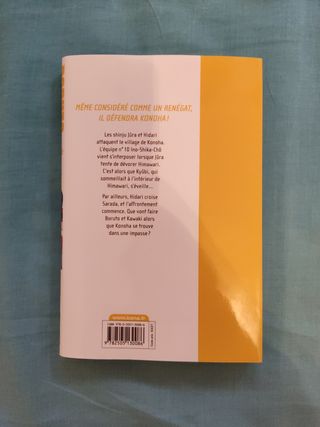 MÊME CONSIDÉRÉ COMME UN RENÉGAT,
IL DÉFENDRA KONOHA !
Les shinju Jûra et Hidari
attaquent le village de Konoha.
L'équipe n° 10 Ino-Shika-Chô
vient s'interposer lorsque Jûra
tente de dévorer Himawari.
C'est alors que Kyûbi, qui
sommeillait à l'intérieur de
Himawari, s'éveille...
Par ailleurs, Hidari croise
Sarada, et l'affrontement
commence. Que vont faire
Boruto et Kawaki alors
que Konoha se trouve
dans une impasse ?
www.kana.fr
9 782505 130086